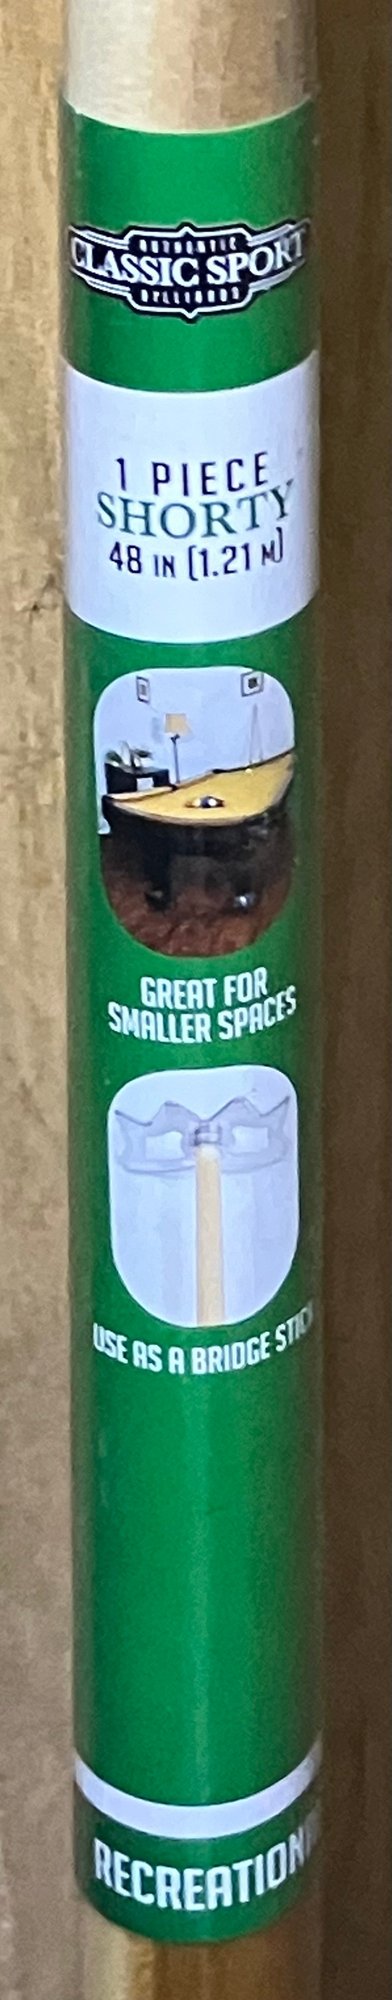 AUTHENTIC
CLASSIC SPORT
BILLIARDS
1 PIECE
SHORTY
48 IN (1.21 M)
GREAT FOR
SMALLER SPACES
USE AS A BRIDGE STICK
RECREATION